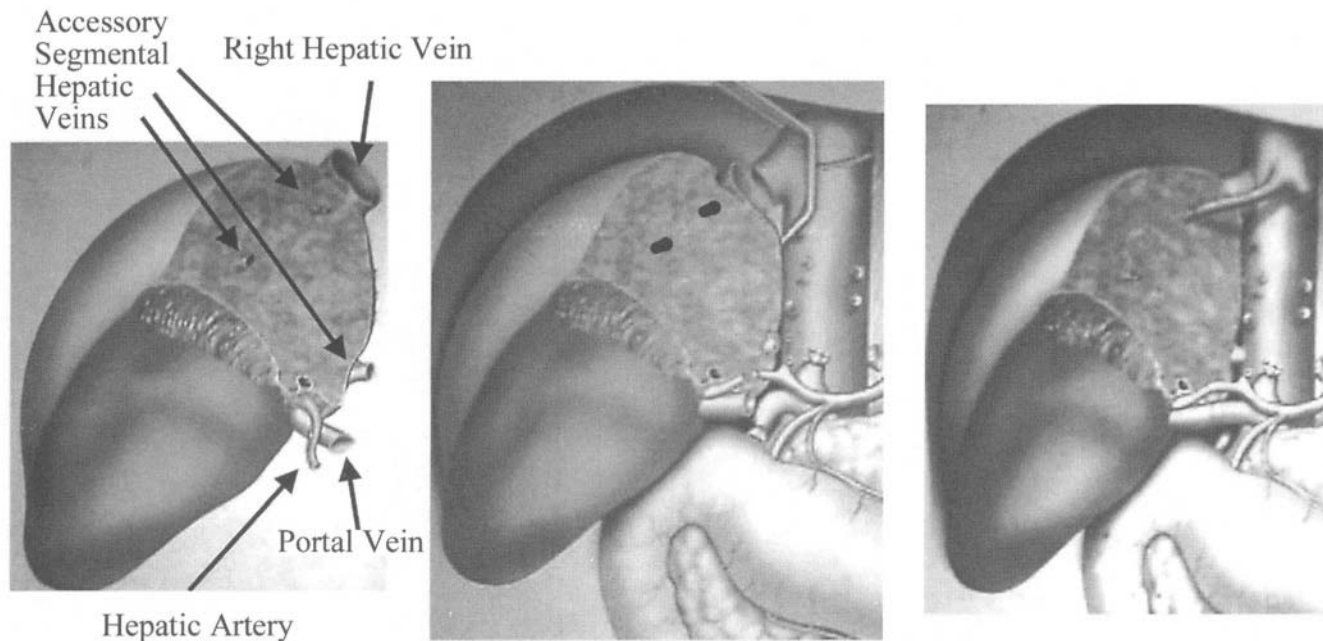 Accessory
Segmental
Hepatic
Veins
Right Hepatic Vein
Portal Vein
Hepatic Artery